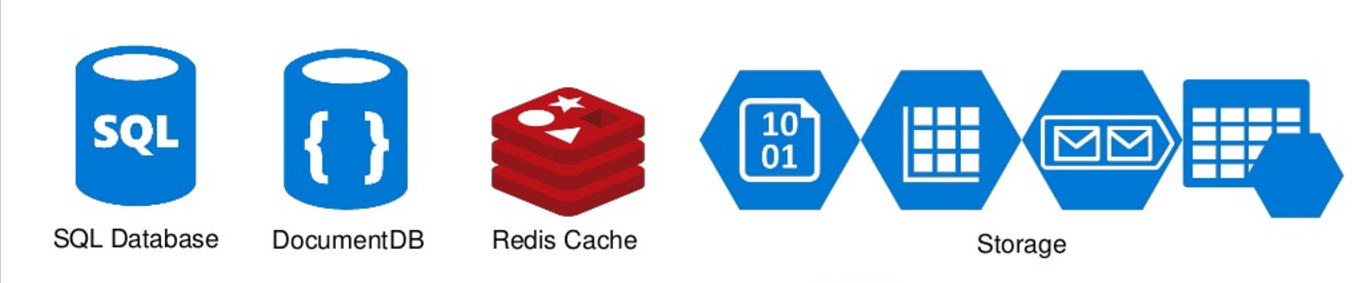 SQL
{ }
10
01
SQL Database
DocumentDB
Redis Cache
Storage